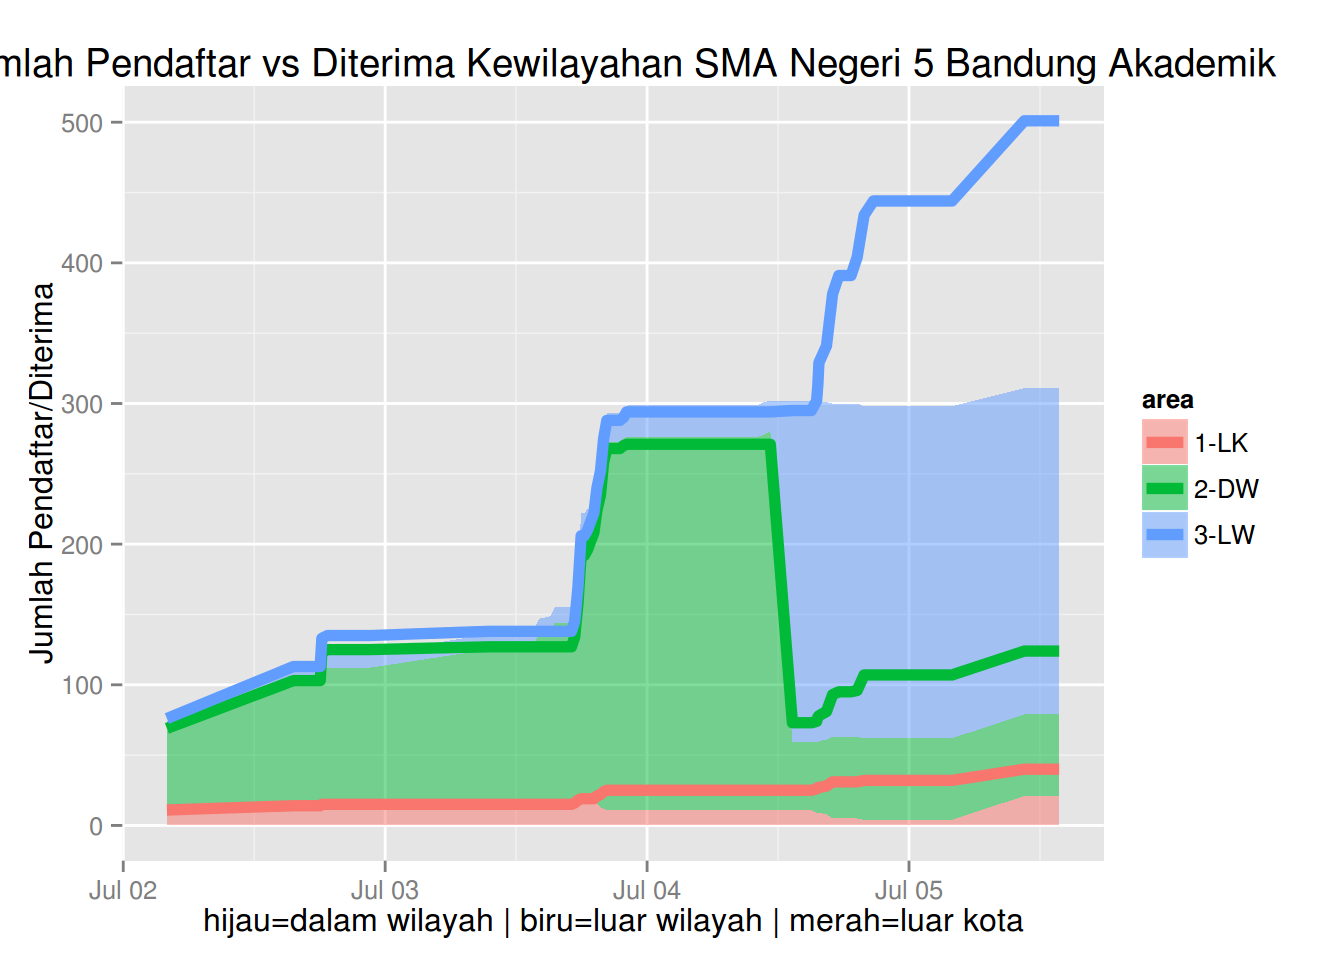 mlah Pendaftar vs Diterima Kewilayahan SMA Negeri 5 Bandung Akademik
500
400
300
200
100
0
Jumlah Pendaftar/Diterima
Jul 02
Jul 03
Jul 04
Jul 05
hijau=dalam wilayah | biru=luar wilayah | merah=luar kota
area
1-LK
2-DW
3-LW